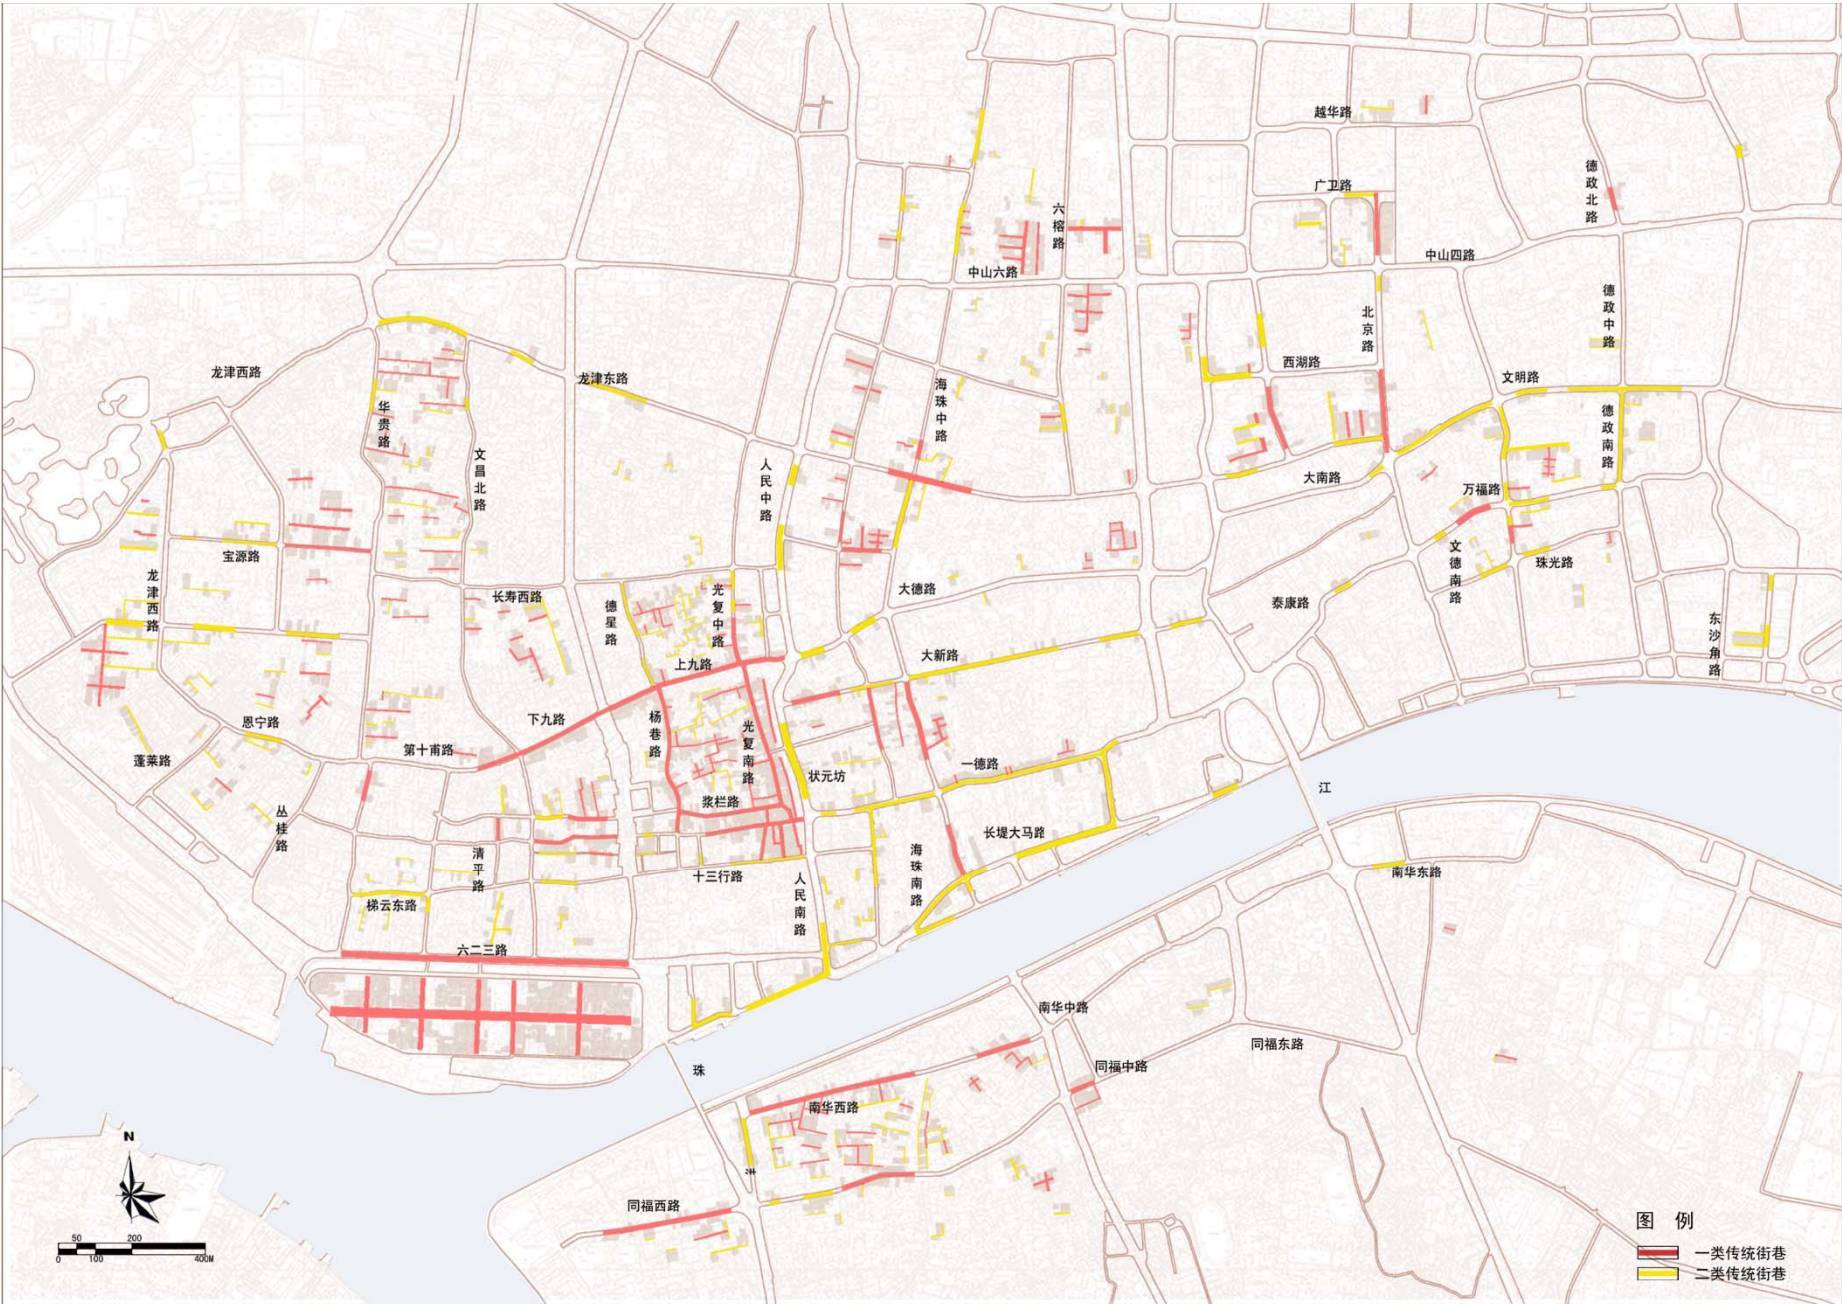 越华路
广卫路
德政北路
六榕路
中山六路
中山四路
北京路
德政中路
龙津西路
龙津东路
西湖路
文明路
华贵路
海珠中路
德政南路
文昌北路
人民中路
大南路
万福路
宝源路
龙津西路
长寿西路
德星路
光复中路
大德路
泰康路
文德南路
珠光路
东沙角路
上九路
大新路
恩宁路
下九路
杨巷路
光复南路
蓬莱路
第十甫路
状元坊
一德路
江
丛桂路
浆栏路
长堤大马路
清平路
海珠南路
十三行路
南华东路
梯云东路
人民南路
六二三路
南华中路
同福东路
珠
同福中路
南华西路
同福西路
N
50 200
0 100 400M
图 例
一类传统街巷
二类传统街巷